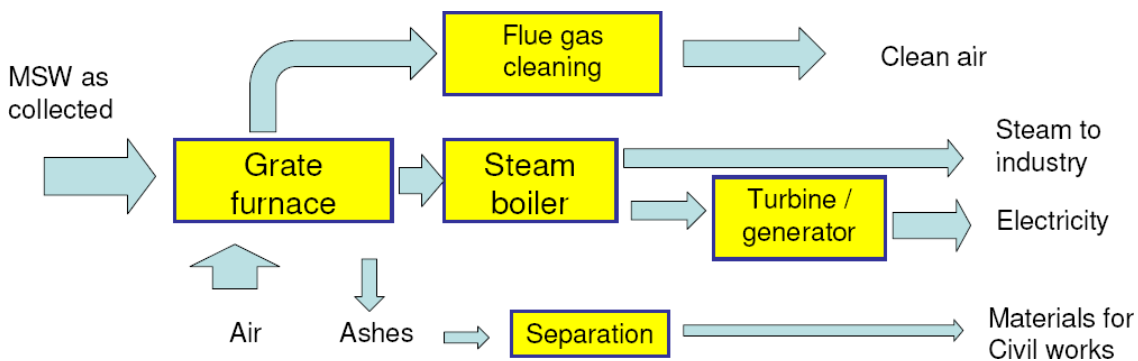 Flue gas
cleaning
Clean air
MSW as
collected
Grate
furnace
Steam
boiler
Steam to
industry
Turbine /
generator
Electricity
Air
Ashes
Separation
Materials for
Civil works